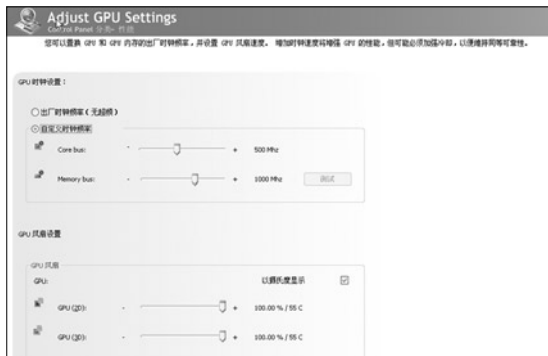 Adjust GPU Settings
Control Panel 分类- 性能
您可以置换 GPU 和 GPU 内存的出厂时钟频率，并设置 GPU 风扇速度。 增加时钟速度将增强 GPU 的性能，但可能必须加强冷却，以便维持同等可靠性。
GPU 时钟设置：
出厂时钟频率（无超频）
自定义时钟频率
Core bus: - + 500 Mhz
Memory bus: - + 1000 Mhz 测试
GPU 风扇设置
GPU 风扇
GPU: 以摄氏度显示
GPU (2D): - + 100.00 % / 55 C
GPU (3D): - + 100.00 % / 55 C